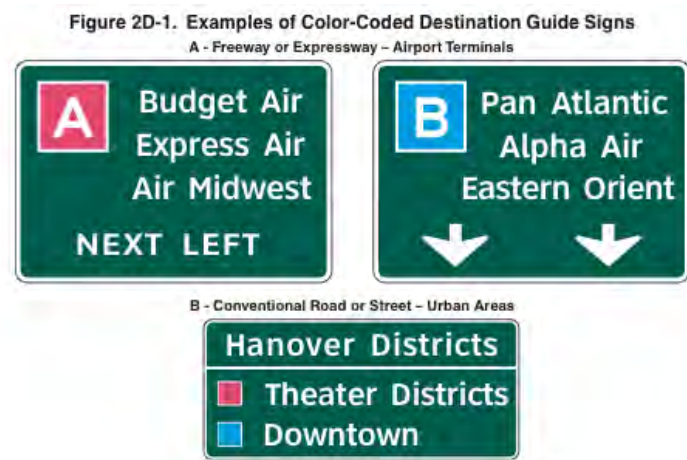 Figure 2D-1. Examples of Color-Coded Destination Guide Signs
A - Freeway or Expressway – Airport Terminals
A
Budget Air
Express Air
Air Midwest
NEXT LEFT
B
Pan Atlantic
Alpha Air
Eastern Orient
B - Conventional Road or Street – Urban Areas
Hanover Districts
Theater Districts
Downtown